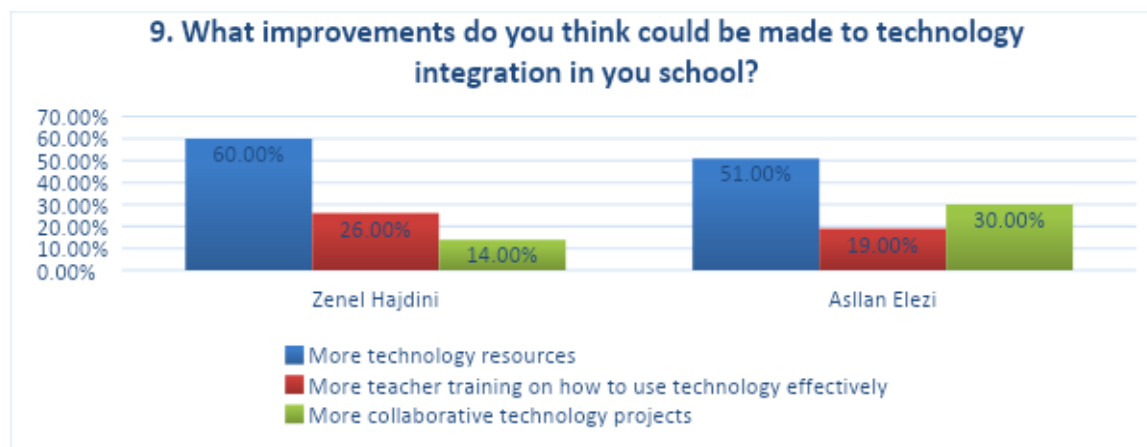 9. What improvements do you think could be made to technology
integration in you school?
70.00%
60.00%
50.00%
40.00%
30.00%
20.00%
10.00%
0.00%
60.00%
26.00%
14.00%
51.00%
19.00%
30.00%
Zenel Hajdini
Asllan Elezi
More technology resources
More teacher training on how to use technology effectively
More collaborative technology projects